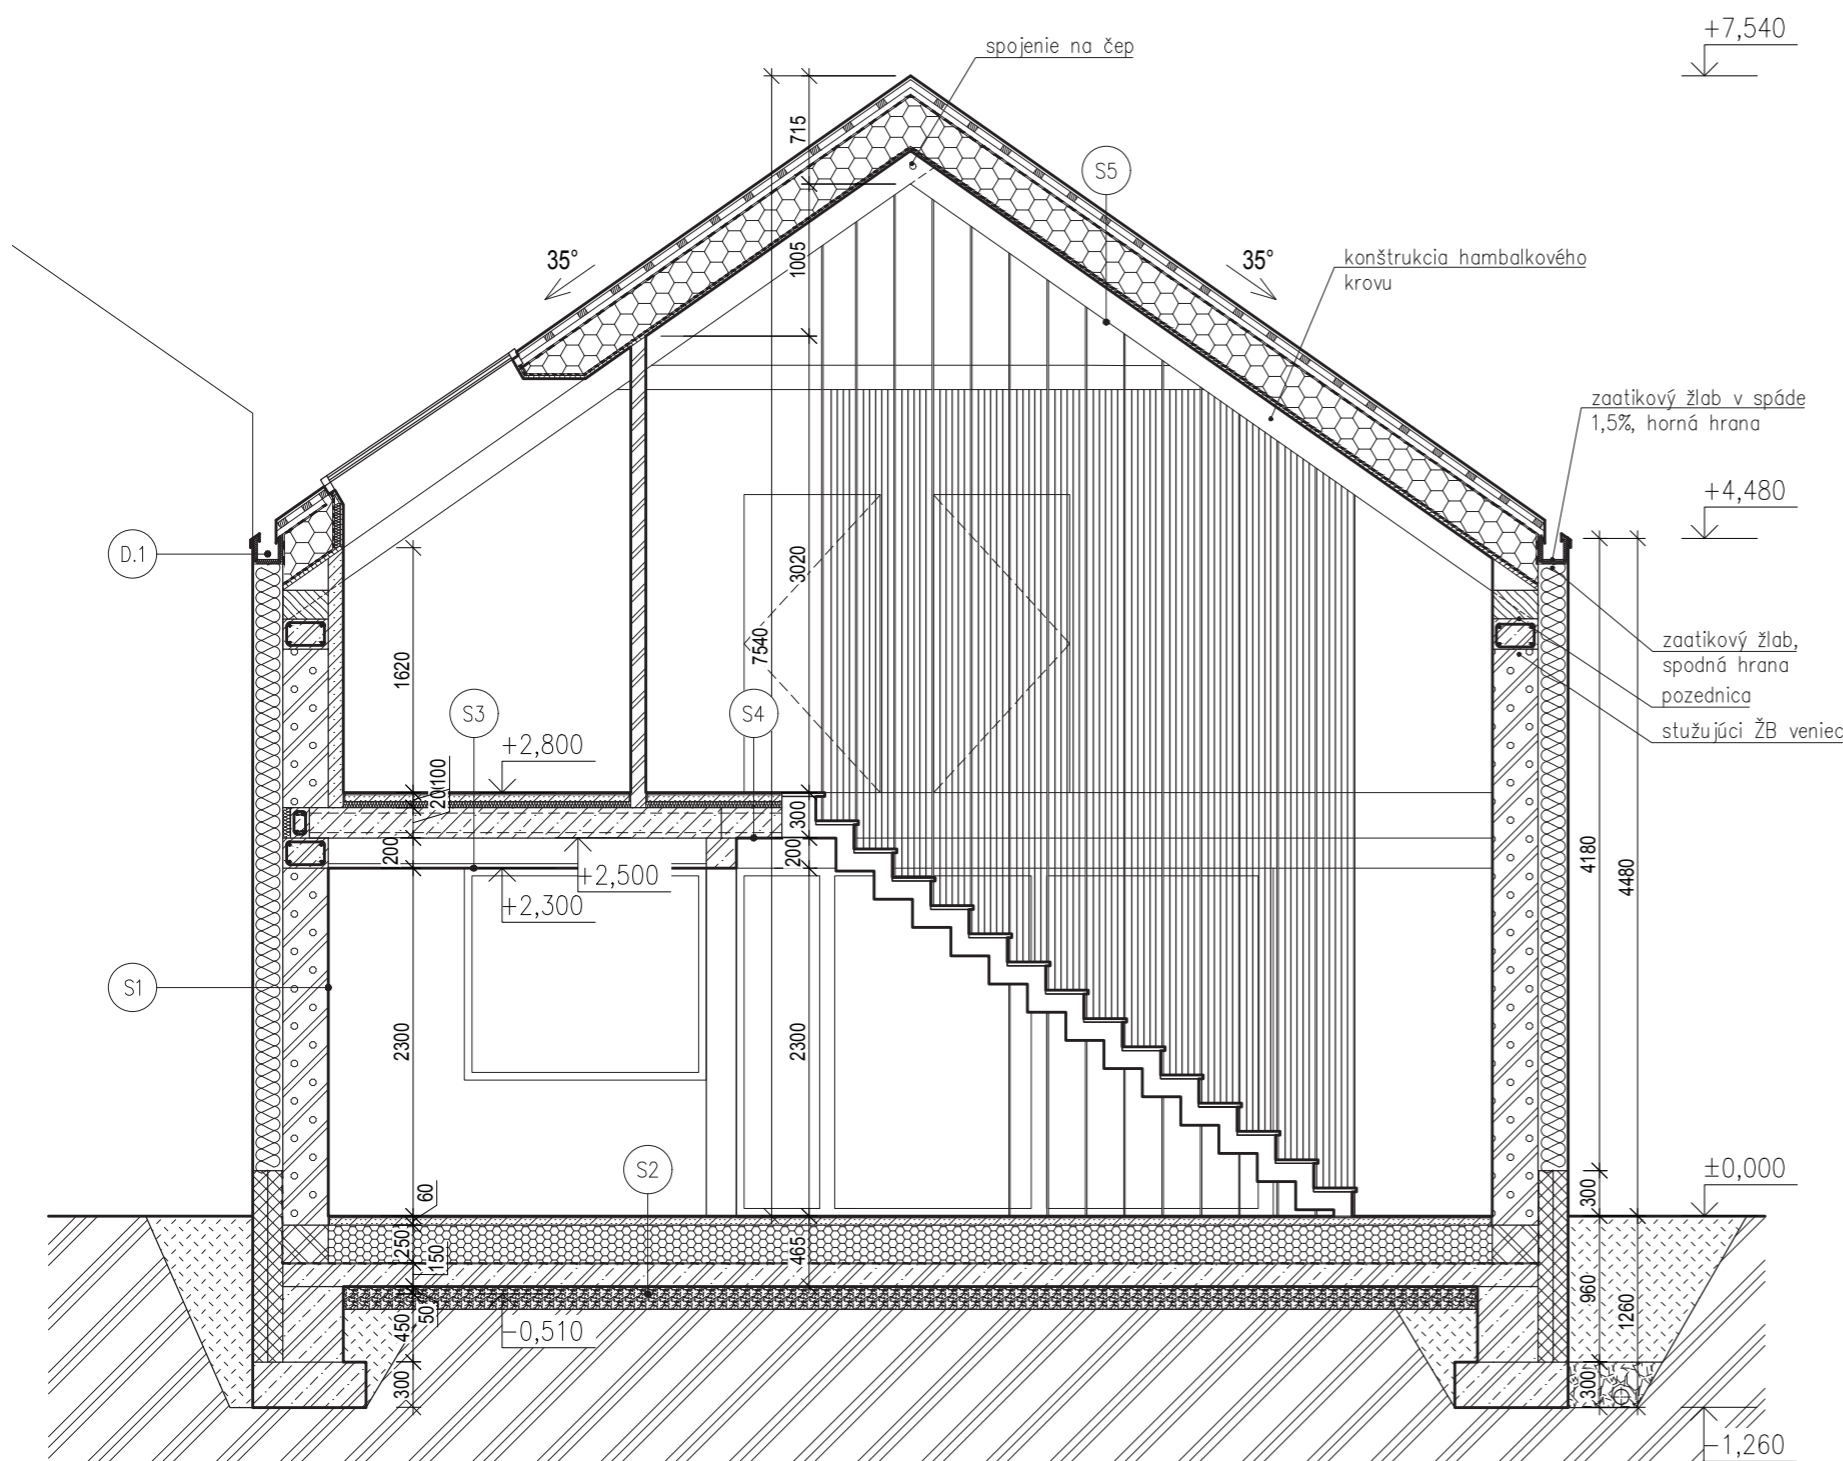 +7,540
spojenie na čep
715
S5
1005
35°
35°
konštrukcia hambalkového
krovu
zaatikový žlab v spáde
1,5%, horná hrana
+4,480
D.1
3020
7540
1620
zaatikový žlab,
spodná hrana
pozednica
stužujúci ŽB veniec
S3
S4
+2,800
100
20
300
200
200
+2,500
+2,300
4180
4480
S1
2300
2300
S2
±0,000
60
300
250
150
465
50
450
-0,510
960
1260
300
300
-1,260